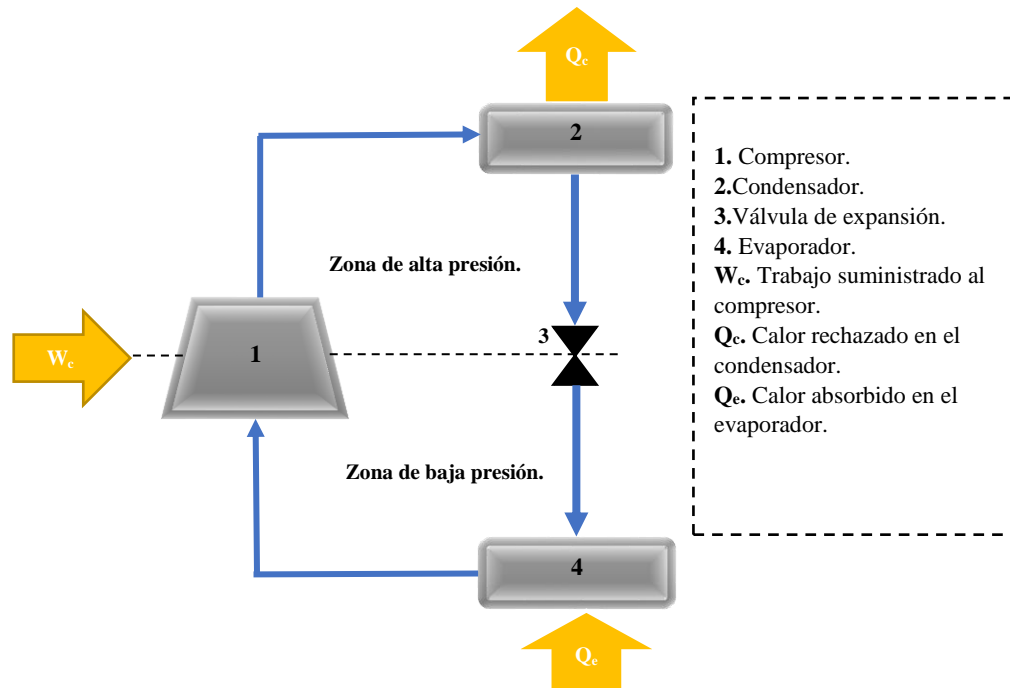 Qc
2
Zona de alta presión.
3
Wc
1
Zona de baja presión.
4
Qe
1. Compresor.
2.Condensador.
3.Válvula de expansión.
4. Evaporador.
Wc. Trabajo suministrado al
compresor.
Qc. Calor rechazado en el
condensador.
Qe. Calor absorbido en el
evaporador.